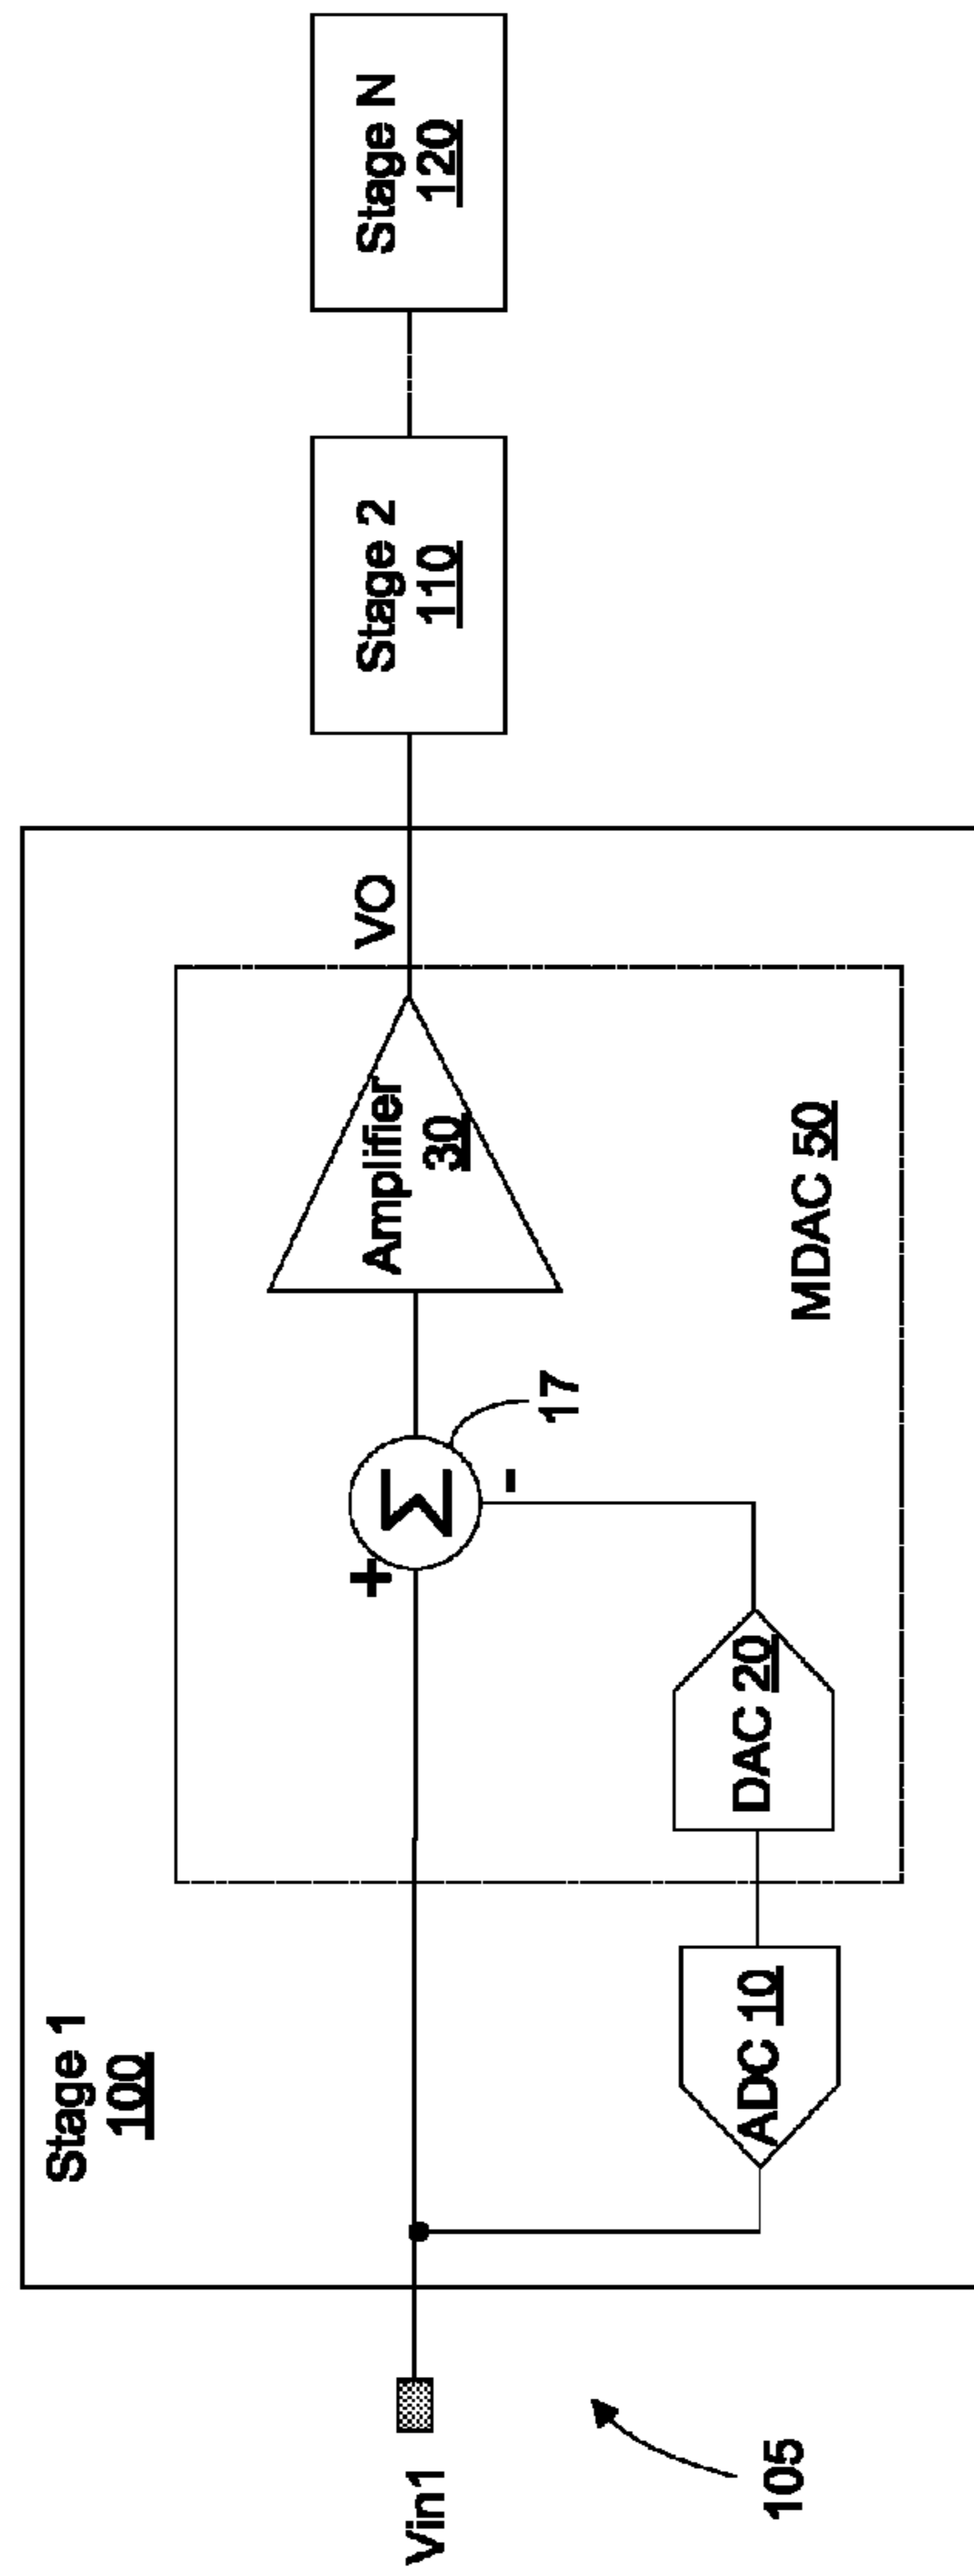 Stage 1
100
Vin1
105
ADC 10
DAC 20
+
Σ
-
17
Amplifier
30
MDAC 50
VO
Stage 2
110
Stage N
120